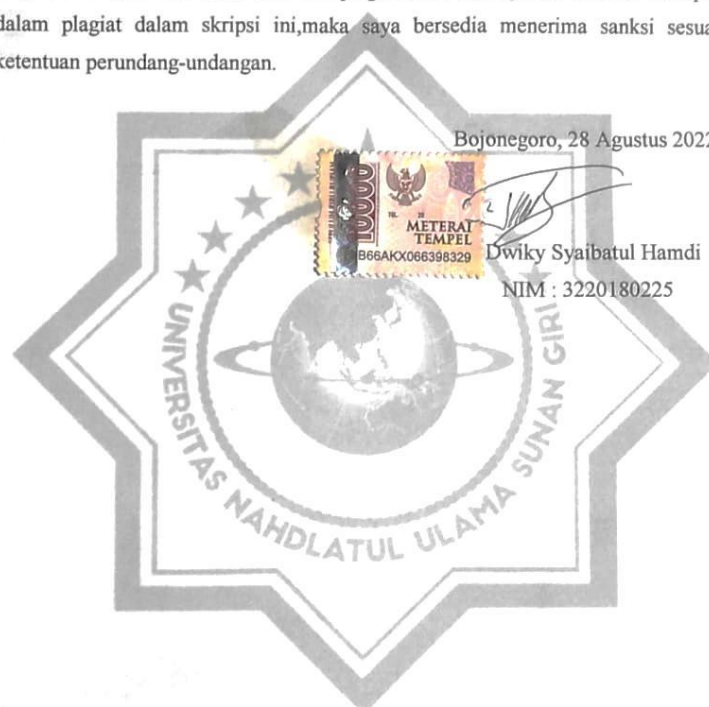 dalam plagiat dalam skripsi ini,maka saya bersedia menerima sanksi sesua
ketentuan perundang-undangan.
Bojonegoro, 28 Agustus 2022
10000
METERAI
TEMPEL
B66AKX066398329
Dwiky Syaibatul Hamdi
NIM : 3220180225
UNIVERSITAS NAHDLATUL ULAMA SUNAN GIRI